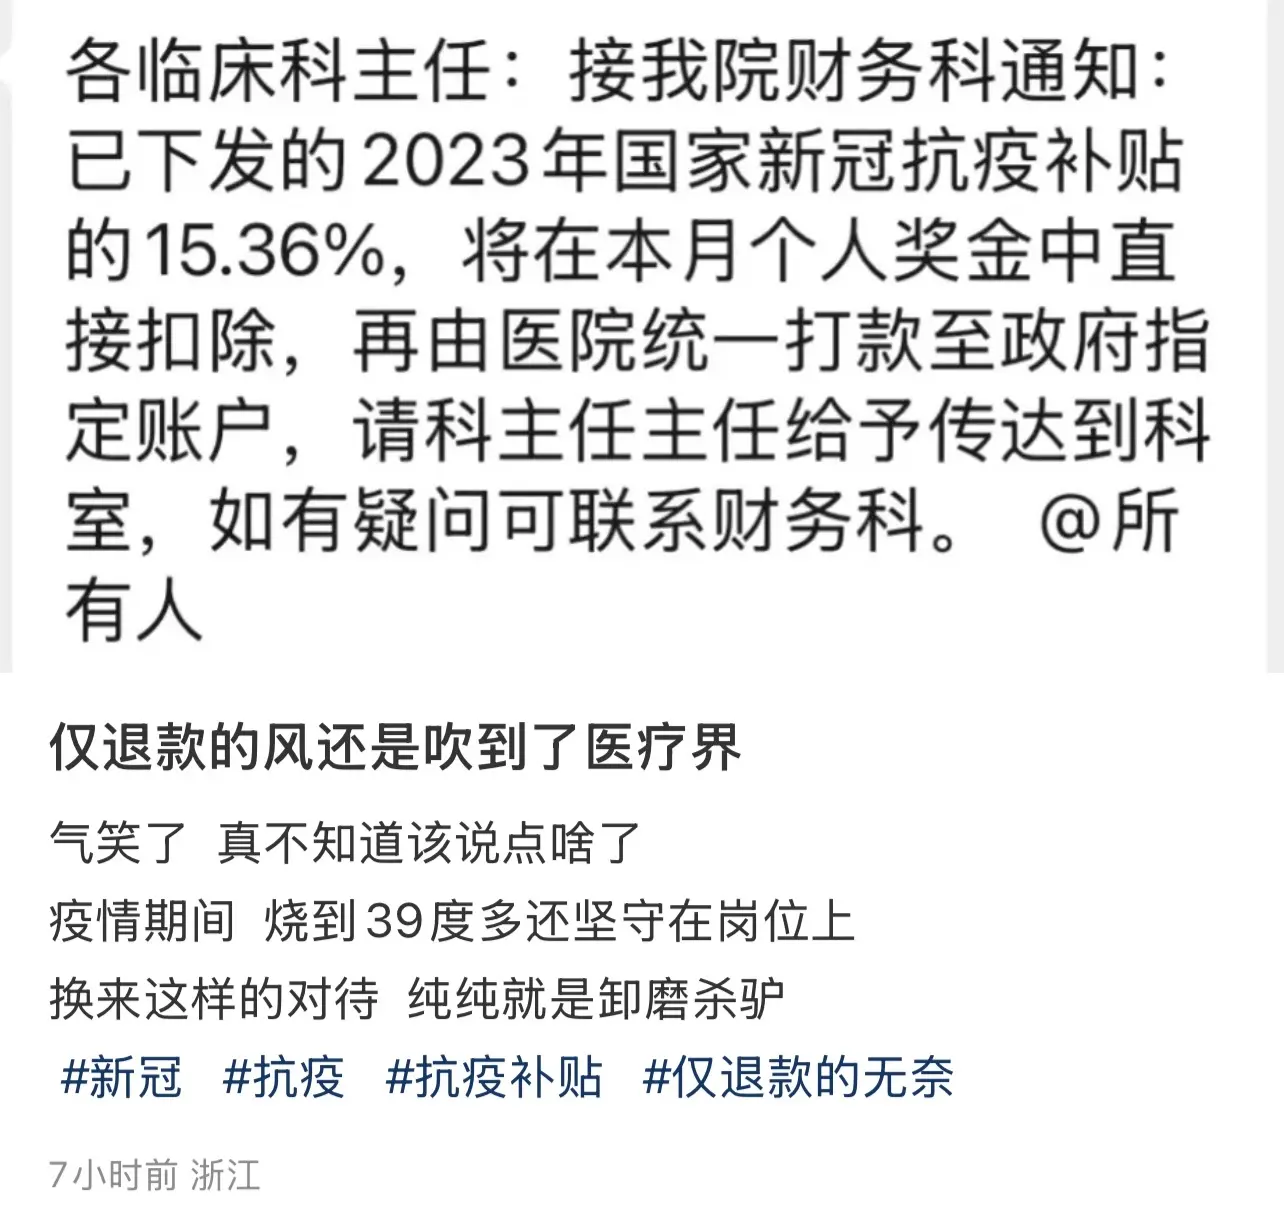 各临床科主任：接我院财务科通知：
已下发的2023年国家新冠抗疫补贴
的15.36%，将在本月个人奖金中直
接扣除，再由医院统一打款至政府指
定账户，请科主任主任给予传达到科
室，如有疑问可联系财务科。 @所
有人
仅退款的风还是吹到了医疗界
气笑了 真不知道该说点啥了
疫情期间 烧到39度多还坚守在岗位上
换来这样的对待 纯纯就是卸磨杀驴
#新冠 #抗疫 #抗疫补贴 #仅退款的无奈
7小时前 浙江